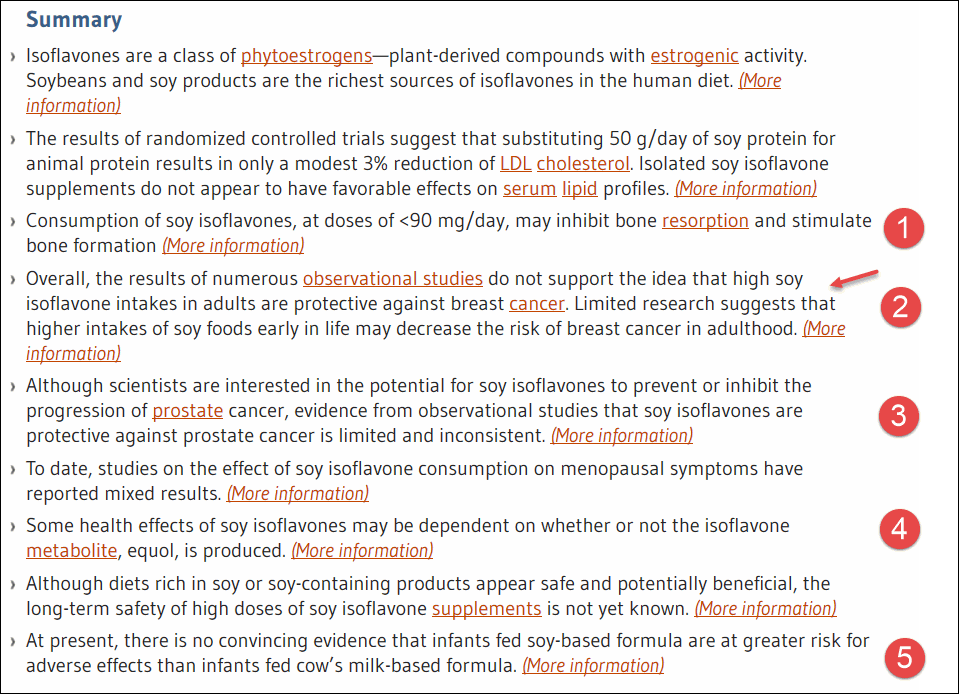 Summary
› Isoflavones are a class of phytoestrogens—plant-derived compounds with estrogenic activity.
Soybeans and soy products are the richest sources of isoflavones in the human diet. (More
information)
› The results of randomized controlled trials suggest that substituting 50 g/day of soy protein for
animal protein results in only a modest 3% reduction of LDL cholesterol. Isolated soy isoflavone
supplements do not appear to have favorable effects on serum lipid profiles. (More information)
› Consumption of soy isoflavones, at doses of <90 mg/day, may inhibit bone resorption and stimulate
bone formation (More information)
1
› Overall, the results of numerous observational studies do not support the idea that high soy
isoflavone intakes in adults are protective against breast cancer. Limited research suggests that
higher intakes of soy foods early in life may decrease the risk of breast cancer in adulthood. (More
information)
2
› Although scientists are interested in the potential for soy isoflavones to prevent or inhibit the
progression of prostate cancer, evidence from observational studies that soy isoflavones are
protective against prostate cancer is limited and inconsistent. (More information)
3
› To date, studies on the effect of soy isoflavone consumption on menopausal symptoms have
reported mixed results. (More information)
› Some health effects of soy isoflavones may be dependent on whether or not the isoflavone
metabolite, equol, is produced. (More information)
4
› Although diets rich in soy or soy-containing products appear safe and potentially beneficial, the
long-term safety of high doses of soy isoflavone supplements is not yet known. (More information)
› At present, there is no convincing evidence that infants fed soy-based formula are at greater risk for
adverse effects than infants fed cow’s milk-based formula. (More information)
5